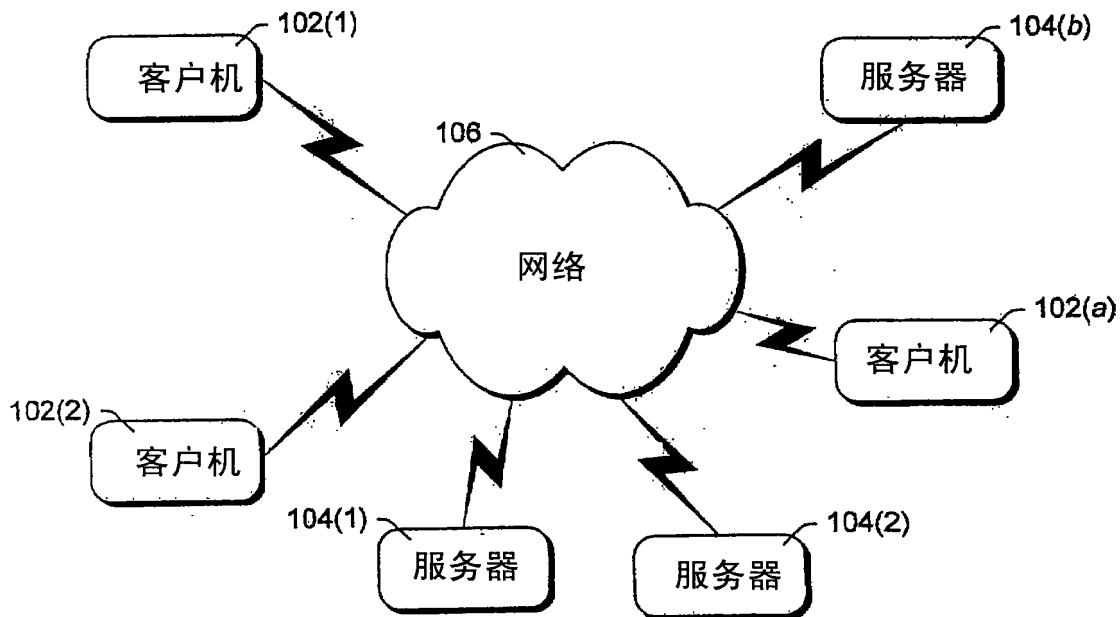 102(1)
客户机
104(b)
服务器
106
网络
102(a)
客户机
102(2)
客户机
104(1)
服务器
104(2)
服务器